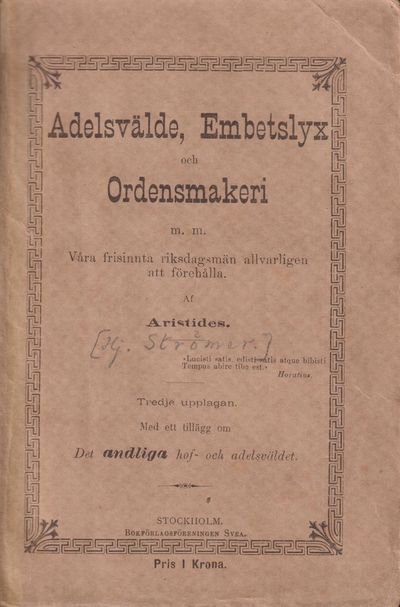 Adelsvälde, Embetslyx
och
Ordensmakeri
m. m.
Våra frisinnta riksdagsmän allvarligen
att förehålla.
Af
Aristides.
[Hj. Strömer.?]
»Lusisti satis, edisti satis atque bibisti
Tempus abire tibi est.»
Horatius.
Tredje upplagan.
Med ett tillägg om
Det andliga hof- och adelsväldet.
STOCKHOLM.
BOKFÖRLAGSFÖRENINGEN SVEA.
Pris 1 Krona.